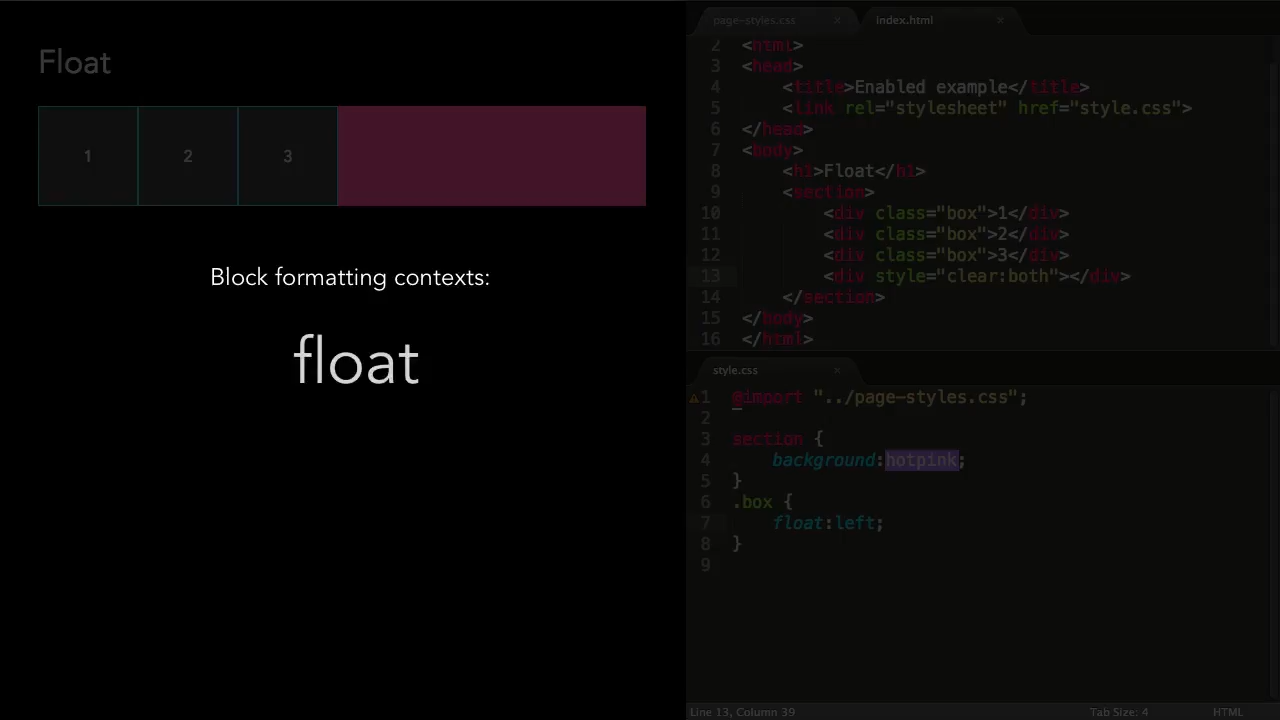 Float
1 2 3
Block formatting contexts:
float
page-styles.css × index.html ×
2 <html>
3 <head>
4 <title>Enabled example</title>
5 <link rel="stylesheet" href="style.css">
6 </head>
7 <body>
8 <h1>Float</h1>
9 <section>
10 <div class="box">1</div>
11 <div class="box">2</div>
12 <div class="box">3</div>
13 <div style="clear:both"></div>
14 </section>
15 </body>
16 </html>
style.css ×
1 @import "../page-styles.css";
2
3 section {
4 background:hotpink;
5 }
6 .box {
7 float:left;
8 }
9
Line 13, Column 39 Tab Size: 4 HTML